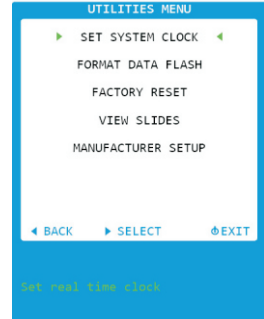 UTILITIES MENU
SET SYSTEM CLOCK
FORMAT DATA FLASH
FACTORY RESET
VIEW SLIDES
MANUFACTURER SETUP
BACK SELECT EXIT
Set real time clock